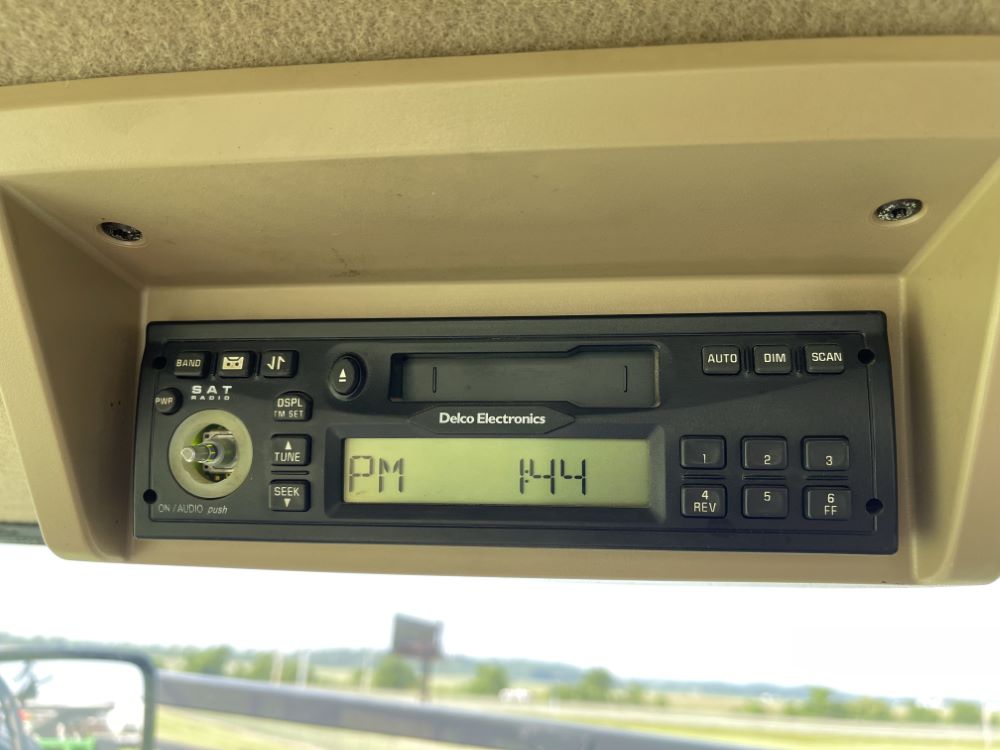 BAND
AUTO DIM SCAN
SAT
RADIO
PWR
DSPL
TM SET
Delco Electronics
TUNE
PM 1:44
1 2 3
SEEK
4
REV
5
6
FF
ON / AUDIO push